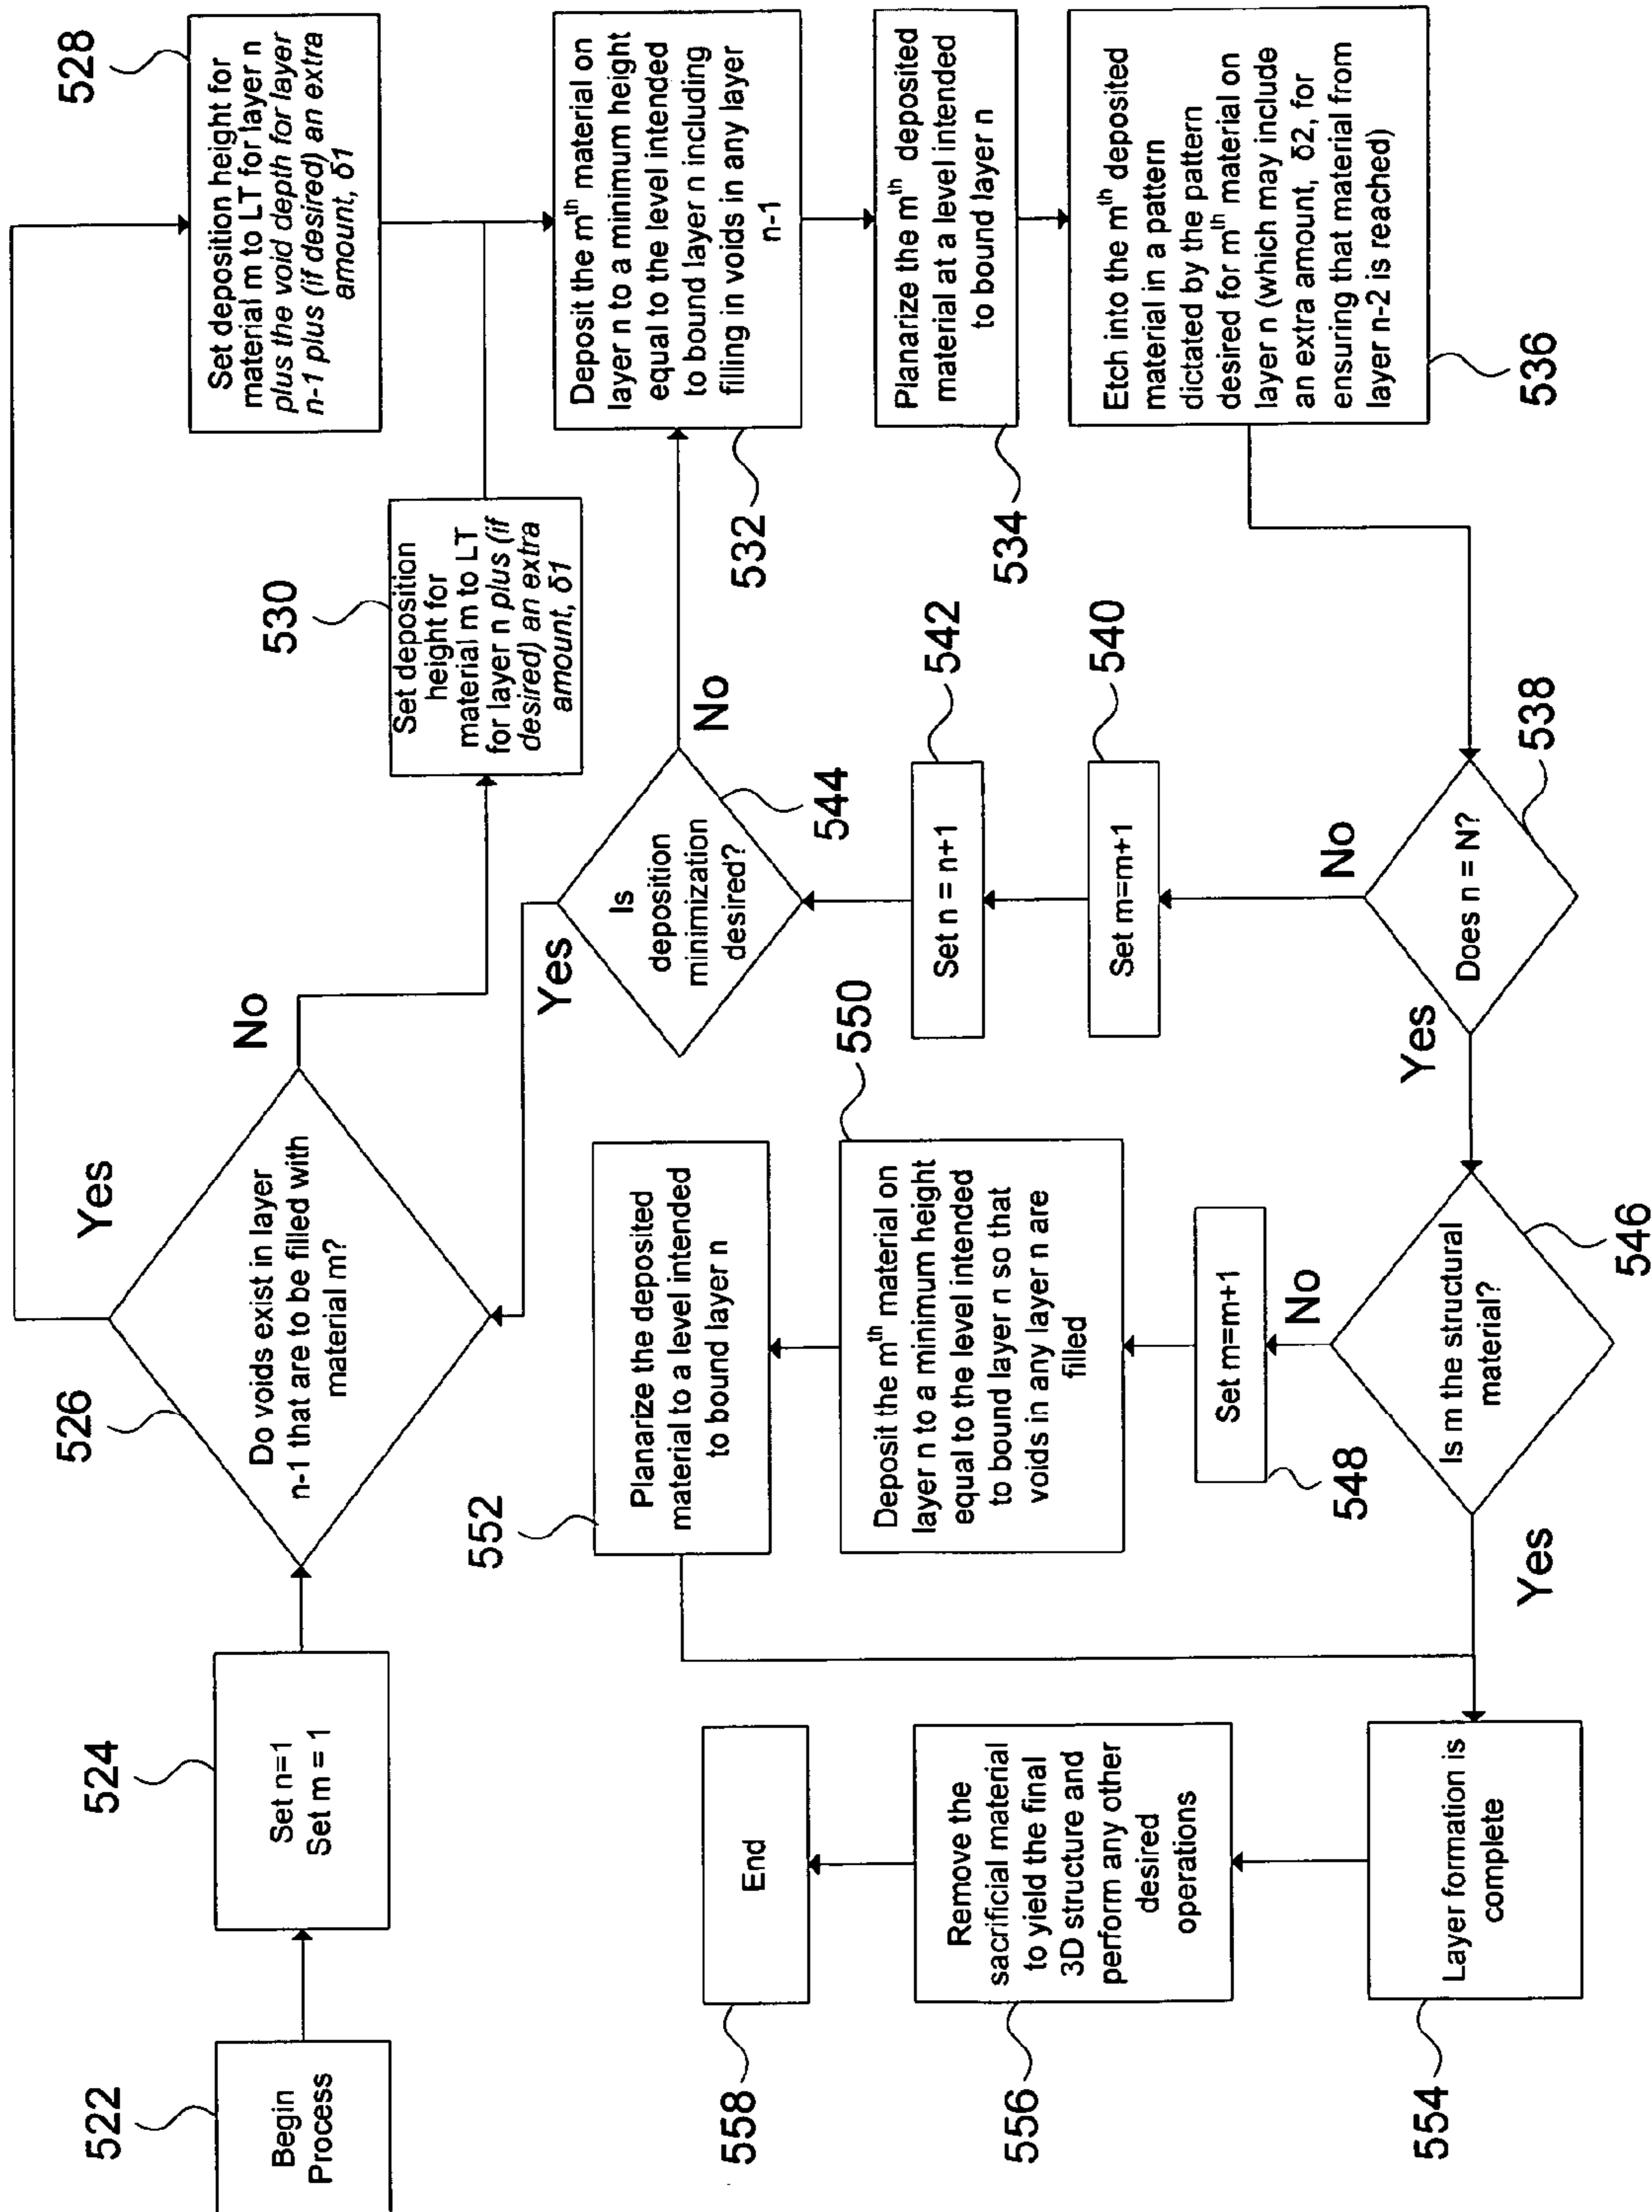 522
Begin
Process
524
Set n=1
Set m = 1
526
Do voids exist in layer
n-1 that are to be filled with
material m?
Yes
No
528
Set deposition height for
material m to LT for layer n
plus the void depth for layer
n-1 plus (if desired) an extra
amount, δ1
530
Set deposition
height for
material m to LT
for layer n plus (if
desired) an extra
amount, δ1
532
Deposit the mth material on
layer n to a minimum height
equal to the level intended
to bound layer n including
filling in voids in any layer
n-1
534
Planarize the mth deposited
material at a level intended
to bound layer n
536
Etch into the mth deposited
material in a pattern
dictated by the pattern
desired for mth material on
layer n (which may include
an extra amount, δ2, for
ensuring that material from
layer n-2 is reached)
538
Does n = N?
No
Yes
540
Set m=m+1
542
Set n = n+1
544
Is
deposition
minimization
desired?
Yes
No
546
Is m the structural
material?
No
Yes
548
Set m=m+1
550
Deposit the mth material on
layer n to a minimum height
equal to the level intended
to bound layer n so that
voids in any layer n are
filled
552
Planarize the deposited
material to a level intended
to bound layer n
554
Layer formation is
complete
556
Remove the
sacrificial material
to yield the final
3D structure and
perform any other
desired
operations
558
End